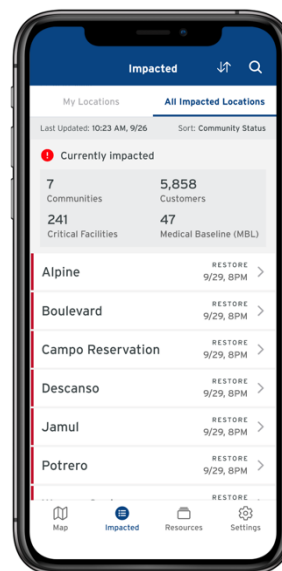 Impacted
My Locations All Impacted Locations
Last Updated: 10:23 AM, 9/26 Sort: Community Status
Currently impacted
7 5,858
Communities Customers
241 47
Critical Facilities Medical Baseline (MBL)
RESTORE
Alpine
9/29, 8PM
RESTORE
Boulevard
9/29, 8PM
RESTORE
Campo Reservation
9/29, 8PM
RESTORE
Descanso
9/29, 8PM
RESTORE
Jamul
9/29, 8PM
RESTORE
Potrero
9/29, 8PM
RESTORE
Map Impacted Resources Settings